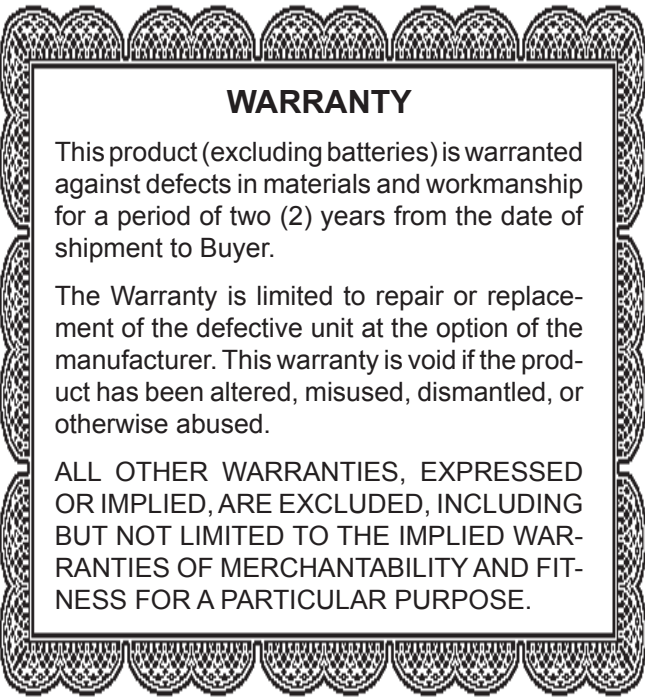 WARRANTY
This product (excluding batteries) is warranted
against defects in materials and workmanship
for a period of two (2) years from the date of
shipment to Buyer.
The Warranty is limited to repair or replace-
ment of the defective unit at the option of the
manufacturer. This warranty is void if the prod-
uct has been altered, misused, dismantled, or
otherwise abused.
ALL OTHER WARRANTIES, EXPRESSED
OR IMPLIED, ARE EXCLUDED, INCLUDING
BUT NOT LIMITED TO THE IMPLIED WAR-
RANTIES OF MERCHANTABILITY AND FIT-
NESS FOR A PARTICULAR PURPOSE.